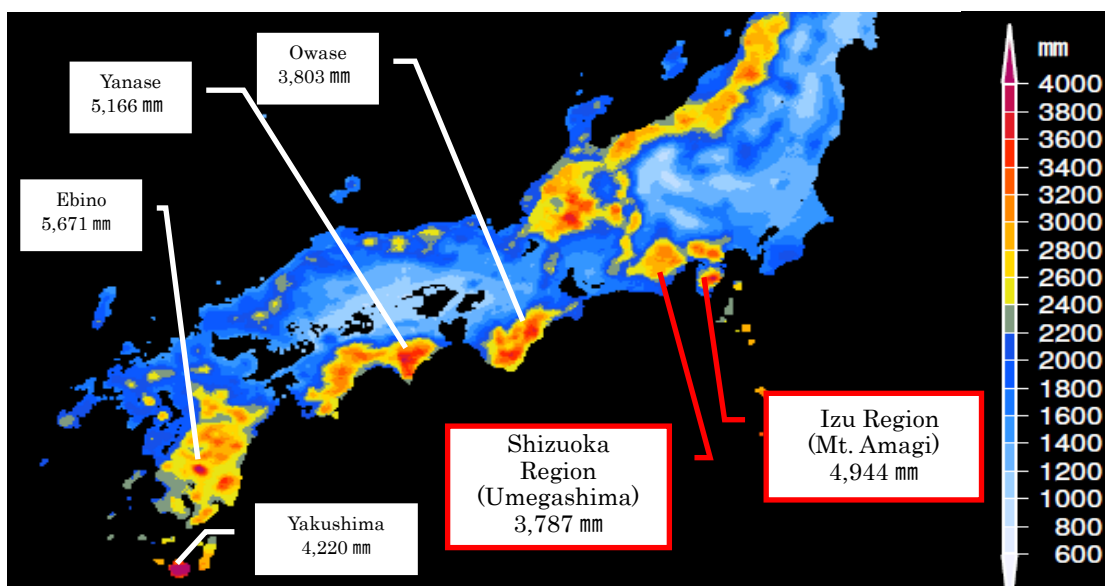 Owase
3,803 ㎜
Yanase
5,166 ㎜
Ebino
5,671 ㎜
Yakushima
4,220 ㎜
Shizuoka
Region
(Umegashima)
3,787 ㎜
Izu Region
(Mt. Amagi)
4,944 ㎜
mm
4000
3800
3600
3400
3200
3000
2800
2600
2400
2200
2000
1800
1600
1400
1200
1000
800
600